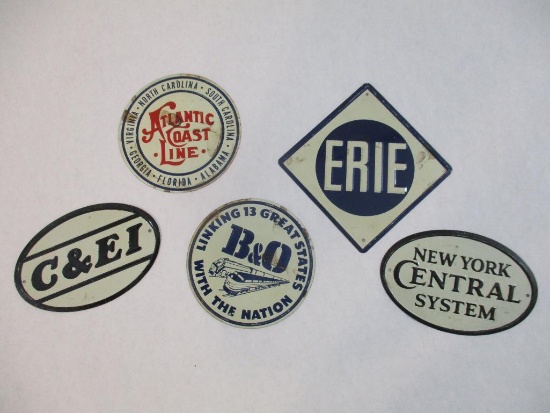 VIRGINIA · NORTH CAROLINA · SOUTH CAROLINA
ATLANTIC
COAST
LINE
GEORGIA · FLORIDA · ALABAMA
ERIE
C & EI
LINKING 13 GREAT STATES
B&O
WITH THE NATION
NEW YORK
CENTRAL
SYSTEM